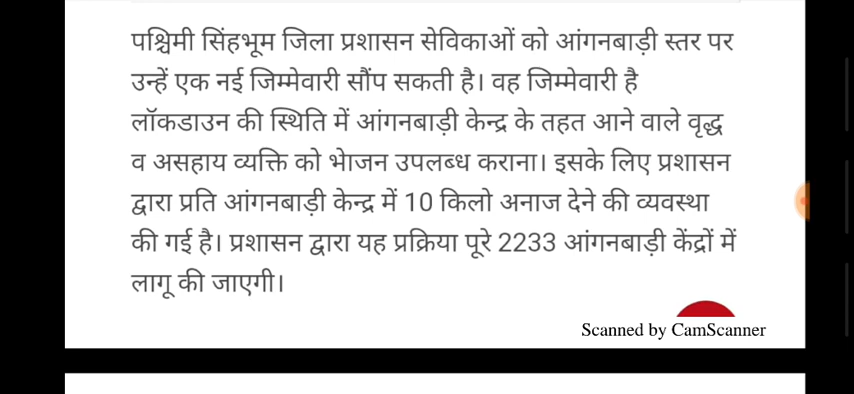 पश्चिमी सिंहभूम जिला प्रशासन सेविकाओं को आंगनबाड़ी स्तर पर
उन्हें एक नई जिम्मेवारी सौंप सकती है। वह जिम्मेवारी है
लॉकडाउन की स्थिति में आंगनबाड़ी केन्द्र के तहत आने वाले वृद्ध
व असहाय व्यक्ति को भेाजन उपलब्ध कराना। इसके लिए प्रशासन
द्वारा प्रति आंगनबाड़ी केन्द्र में 10 किलो अनाज देने की व्यवस्था
की गई है। प्रशासन द्वारा यह प्रक्रिया पूरे 2233 आंगनबाड़ी केंद्रों में
लागू की जाएगी।
Scanned by CamScanner